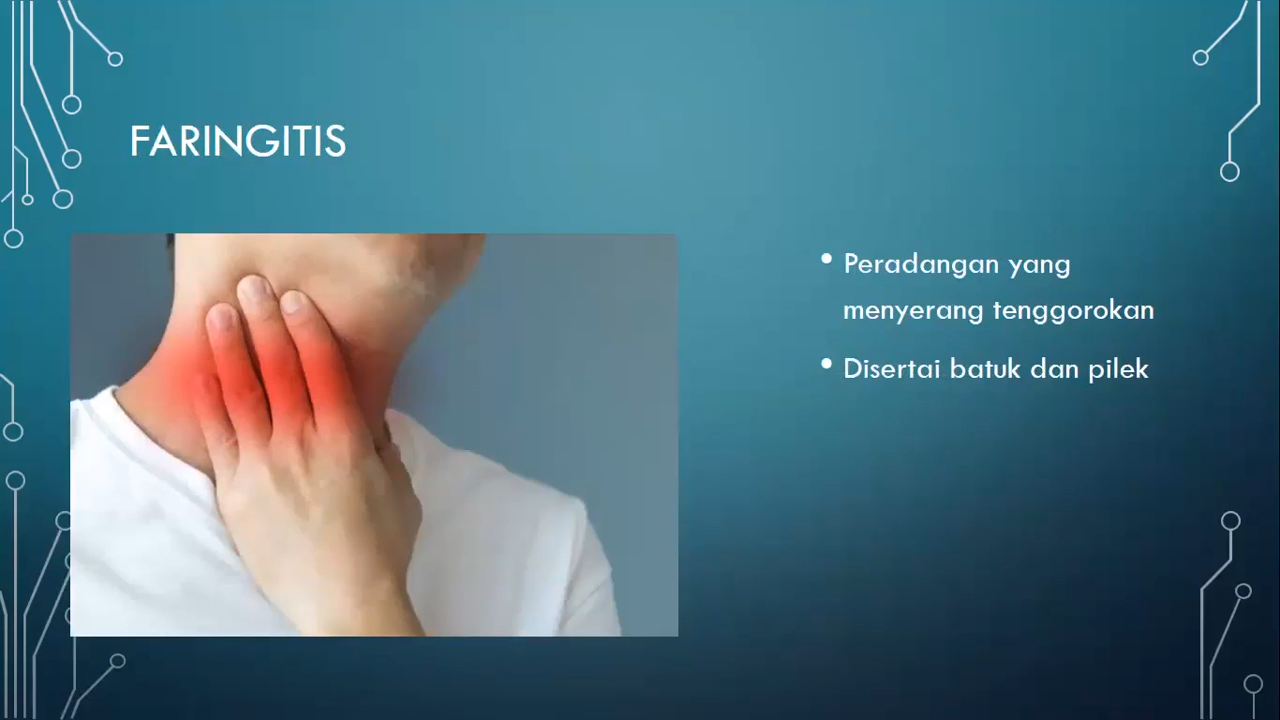 FARINGITIS
• Peradangan yang
menyerang tenggorokan
• Disertai batuk dan pilek